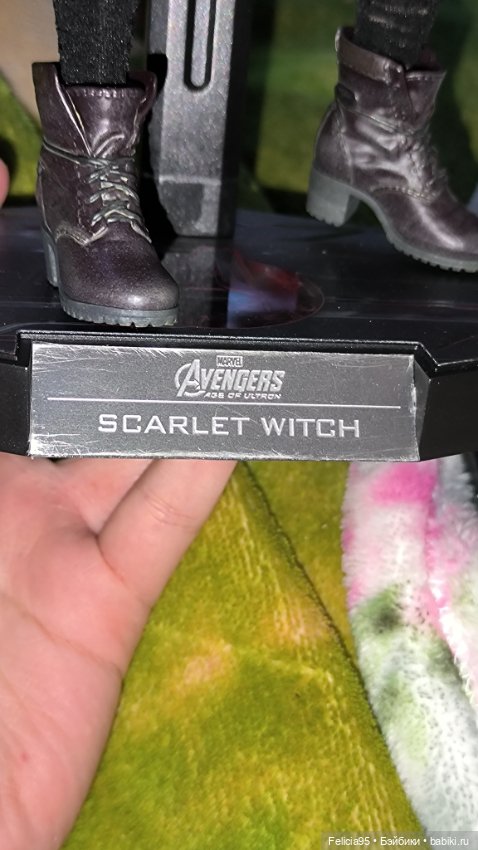 MARVEL
AVENGERS
AGE OF ULTRON
SCARLET WITCH
Felicia95 • Бэйбики • babiki.ru